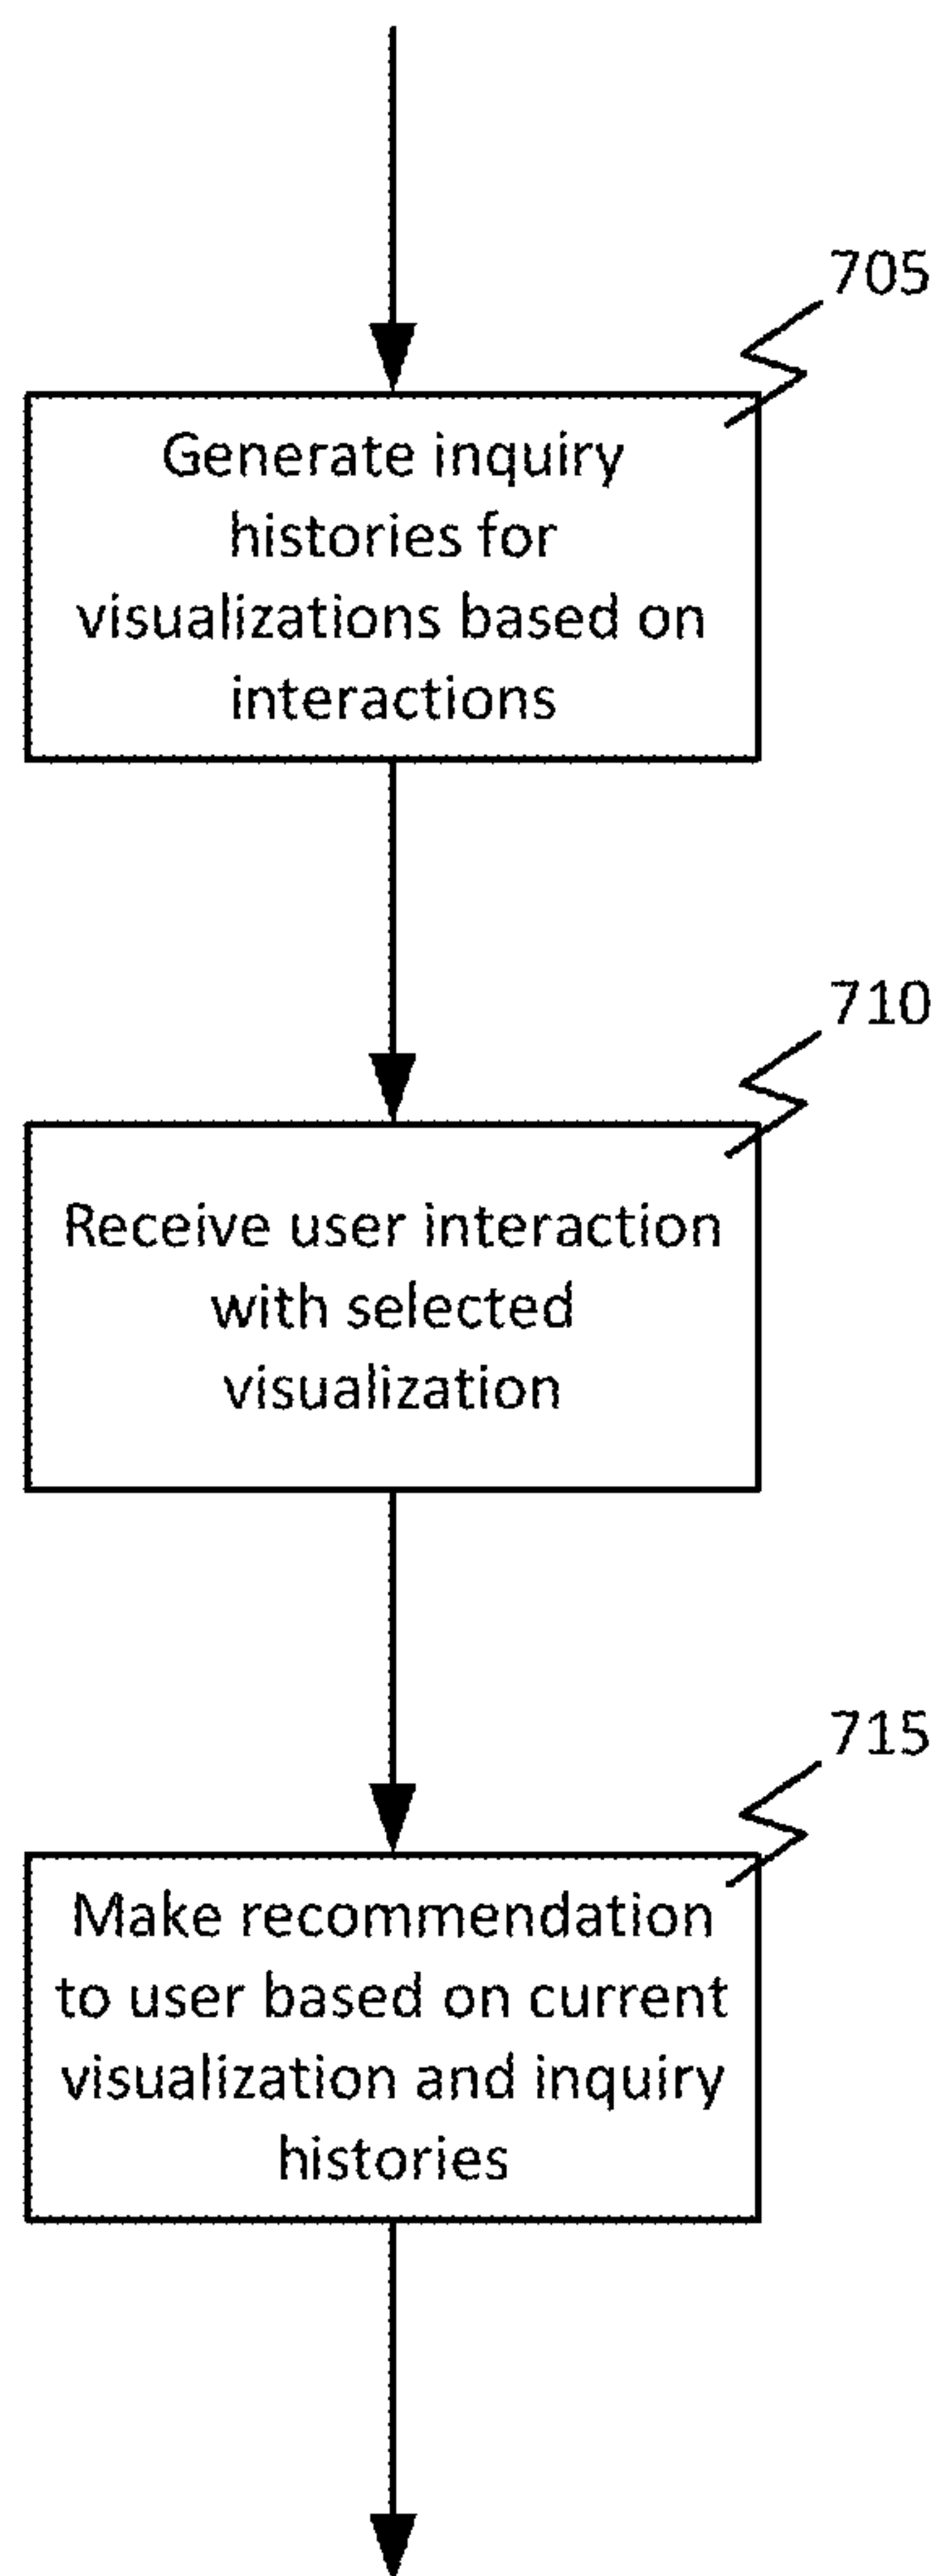 705
Generate inquiry
histories for
visualizations based on
interactions
710
Receive user interaction
with selected
visualization
715
Make recommendation
to user based on current
visualization and inquiry
histories